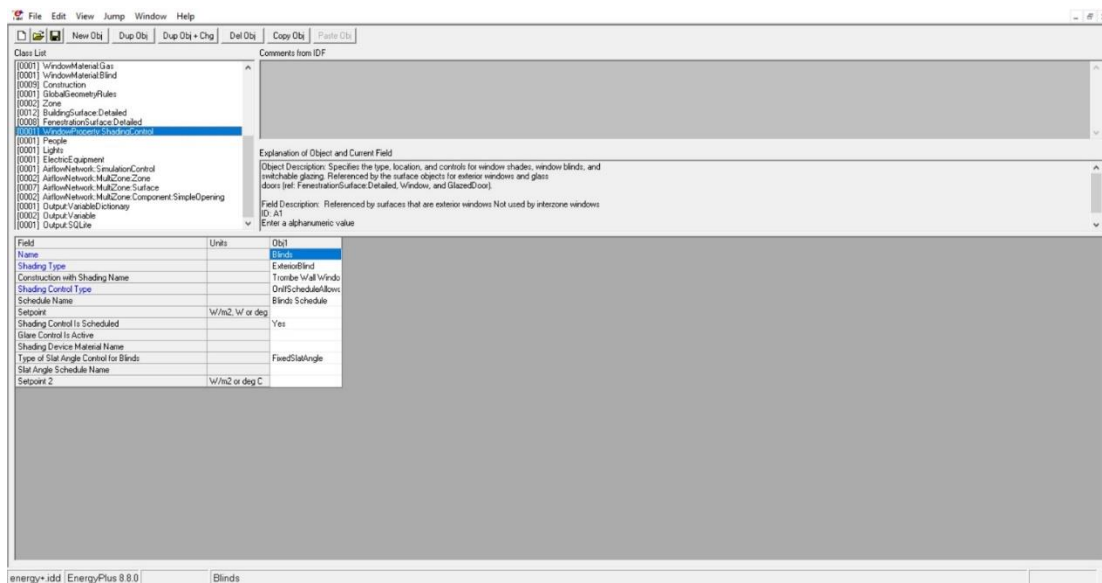 File Edit View Jump Window Help
New Obj Dup Obj Dup Obj + Chg Del Obj Copy Obj Paste Obj
Class List
Comments from IDF
[0001] WindowMaterial:Gas
[0001] WindowMaterial:Blind
[0009] Construction
[0001] GlobalGeometryRules
[0002] Zone
[0012] BuildingSurface:Detailed
[0008] FenestrationSurface:Detailed
[0001] WindowProperty:ShadingControl
[0001] People
[0001] Lights
[0001] ElectricEquipment
[0001] AirflowNetwork:SimulationControl
[0002] AirflowNetwork:MultiZone:Zone
[0007] AirflowNetwork:MultiZone:Surface
[0002] AirflowNetwork:MultiZone:Component:SimpleOpening
[0001] Output:VariableDictionary
[0002] Output:Variable
[0001] Output:SQLite
Explanation of Object and Current Field
Object Description: Specifies the type, location, and controls for window shades, window blinds, and
switchable glazing. Referenced by the surface objects for exterior windows and glass
doors (ref: FenestrationSurface:Detailed, Window, and GlazedDoor).
Field Description: Referenced by surfaces that are exterior windows Not used by interzone windows
ID: A1
Enter a alphanumeric value
Field Units Obj1
Name Blinds
Shading Type ExteriorBlind
Construction with Shading Name Trombe Wall Windo
Shading Control Type OnIfScheduleAllows
Schedule Name Blinds Schedule
Setpoint W/m2, W or deg
Shading Control Is Scheduled Yes
Glare Control Is Active
Shading Device Material Name
Type of Slat Angle Control for Blinds FixedSlatAngle
Slat Angle Schedule Name
Setpoint 2 W/m2 or deg C
energy+.idd EnergyPlus 8.8.0 Blinds